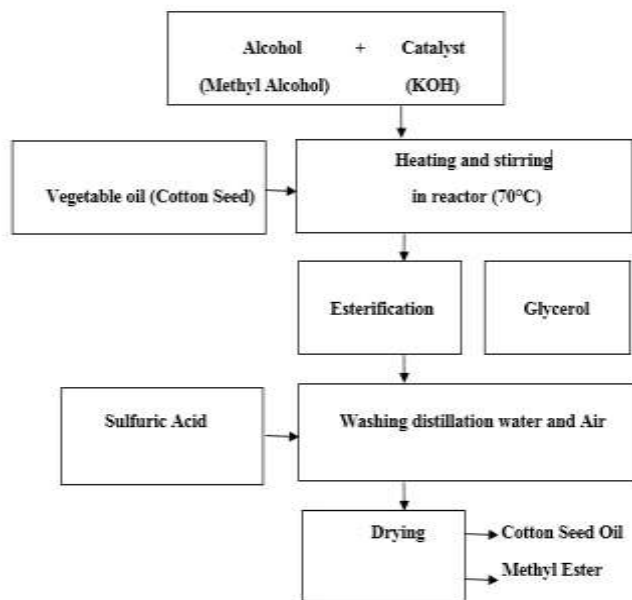 Alcohol + Catalyst
(Methyl Alcohol) (KOH)
Heating and stirring
Vegetable oil (Cotton Seed)
in reactor (70°C)
Esterification
Glycerol
Sulfuric Acid
Washing distillation water and Air
Drying
Cotton Seed Oil
Methyl Ester